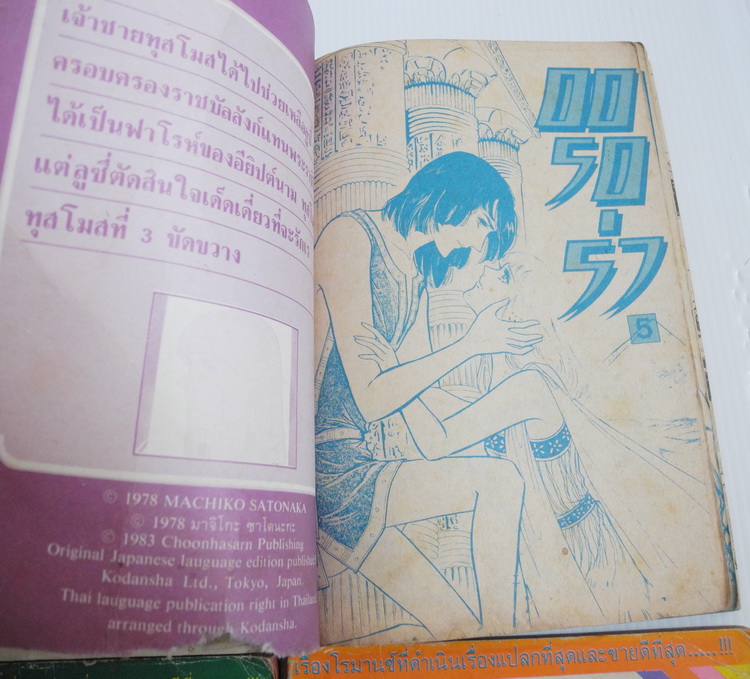 เจ้าชายทุสโมสได้ไปช่วยเหลือ
ครอบครองราชบัลลังก์แทนพระ
ได้เป็นฟาโรห์ของอียิปต์นาม
แต่ลูซี่ตัดสินใจเด็ดเดี่ยวที่จะรัก
ทุสโมสที่ 3 ขัดขวาง
© 1978 MACHIKO SATONAKA
© 1978 มาจิโกะ ซาโตนะกะ
© 1983 Choonhasarn Publishing
Original Japanese language edition published
Kodansha Ltd., Tokyo, Japan.
Thai lauguage publication right in Thailand
arranged through Kodansha.
ออ
รอ
ร่า
5
เรื่องโรมานซ์ที่ดำเนินเรื่องแปลกที่สุดและขายดีที่สุด.....!!!